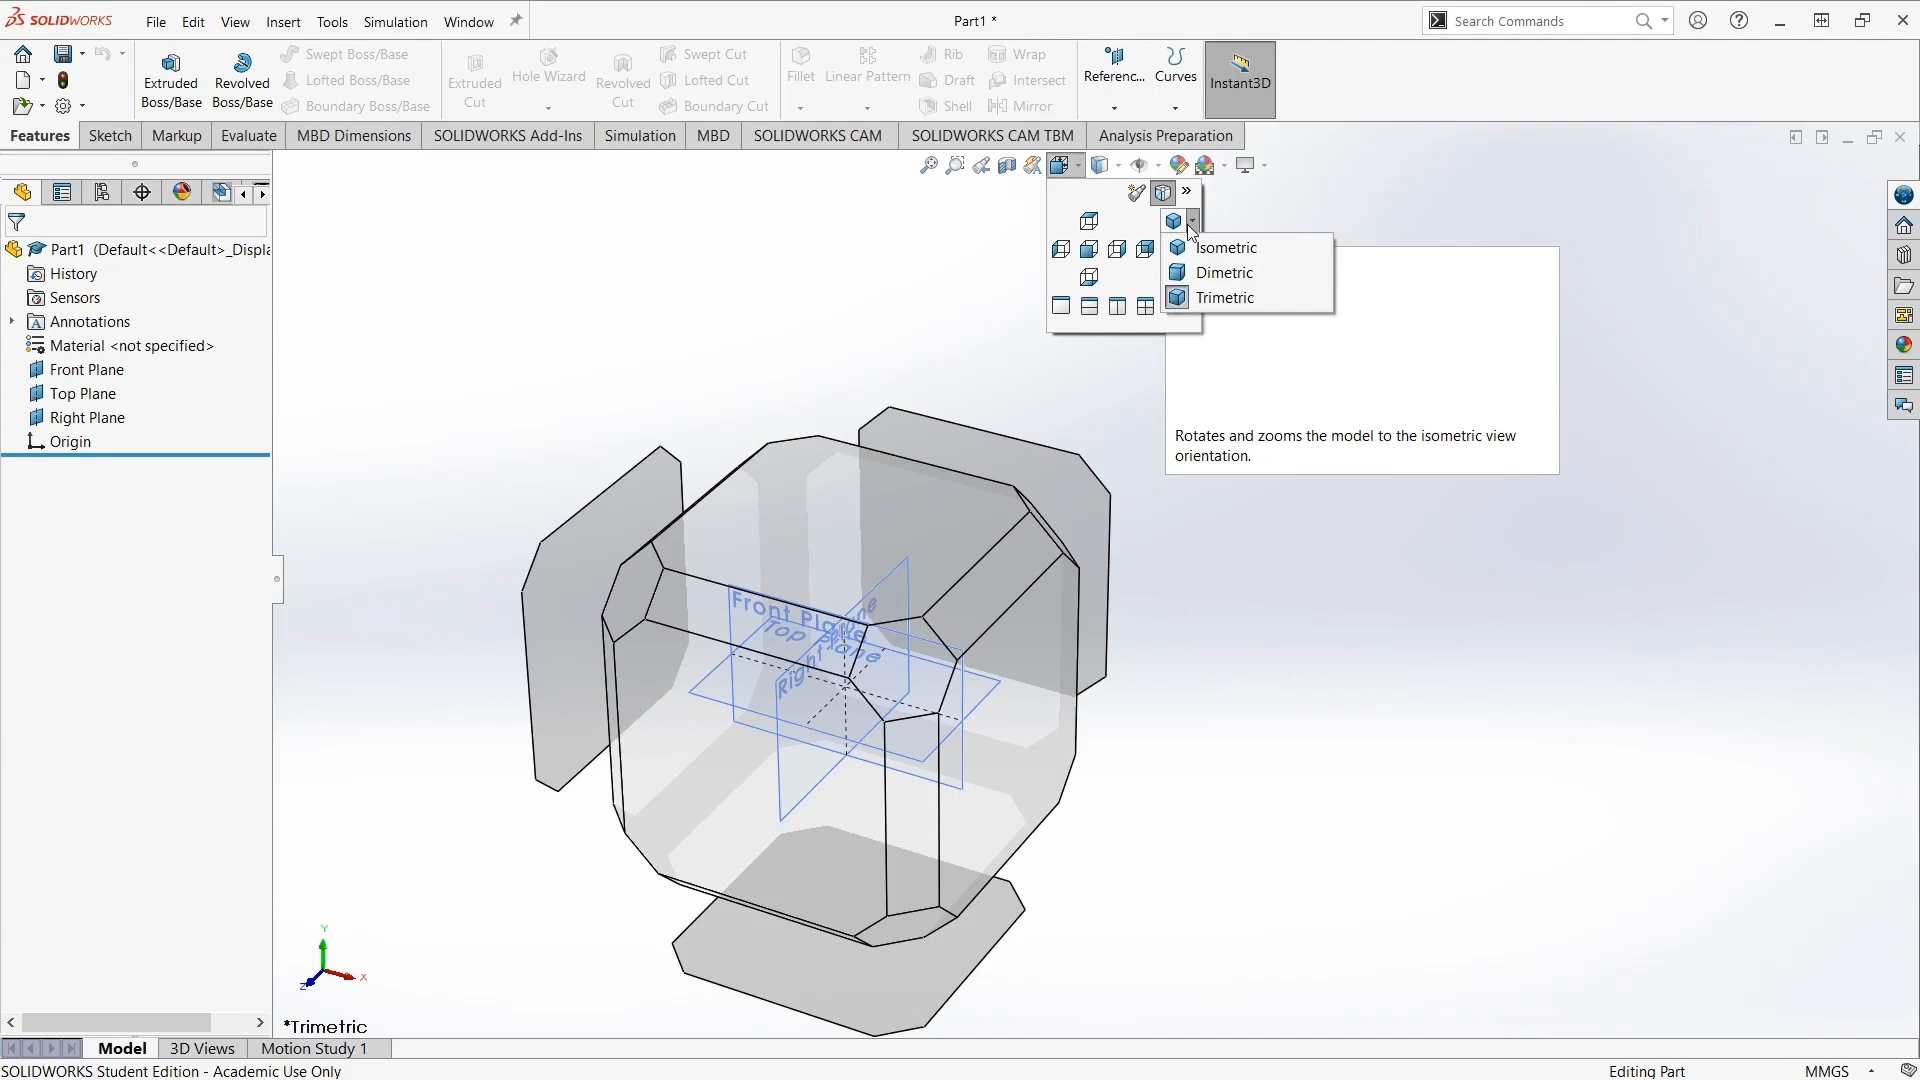 SOLIDWORKS
File Edit View Insert Tools Simulation Window
Part1 *
Search Commands
Extruded Boss/Base
Revolved Boss/Base
Swept Boss/Base
Lofted Boss/Base
Boundary Boss/Base
Extruded Cut
Hole Wizard
Revolved Cut
Swept Cut
Lofted Cut
Boundary Cut
Fillet
Linear Pattern
Rib
Draft
Shell
Wrap
Intersect
Mirror
Referenc...
Curves
Instant3D
Features Sketch Markup Evaluate MBD Dimensions SOLIDWORKS Add-Ins Simulation MBD SOLIDWORKS CAM SOLIDWORKS CAM TBM Analysis Preparation
Part1 (Default<<Default>_Displa
History
Sensors
Annotations
Material <not specified>
Front Plane
Top Plane
Right Plane
Origin
Isometric
Dimetric
Trimetric
Rotates and zooms the model to the isometric view
orientation.
Front Plane
Top Plane
Right Plane
Y
X
Z
*Trimetric
Model 3D Views Motion Study 1
SOLIDWORKS Student Edition - Academic Use Only
Editing Part
MMGS